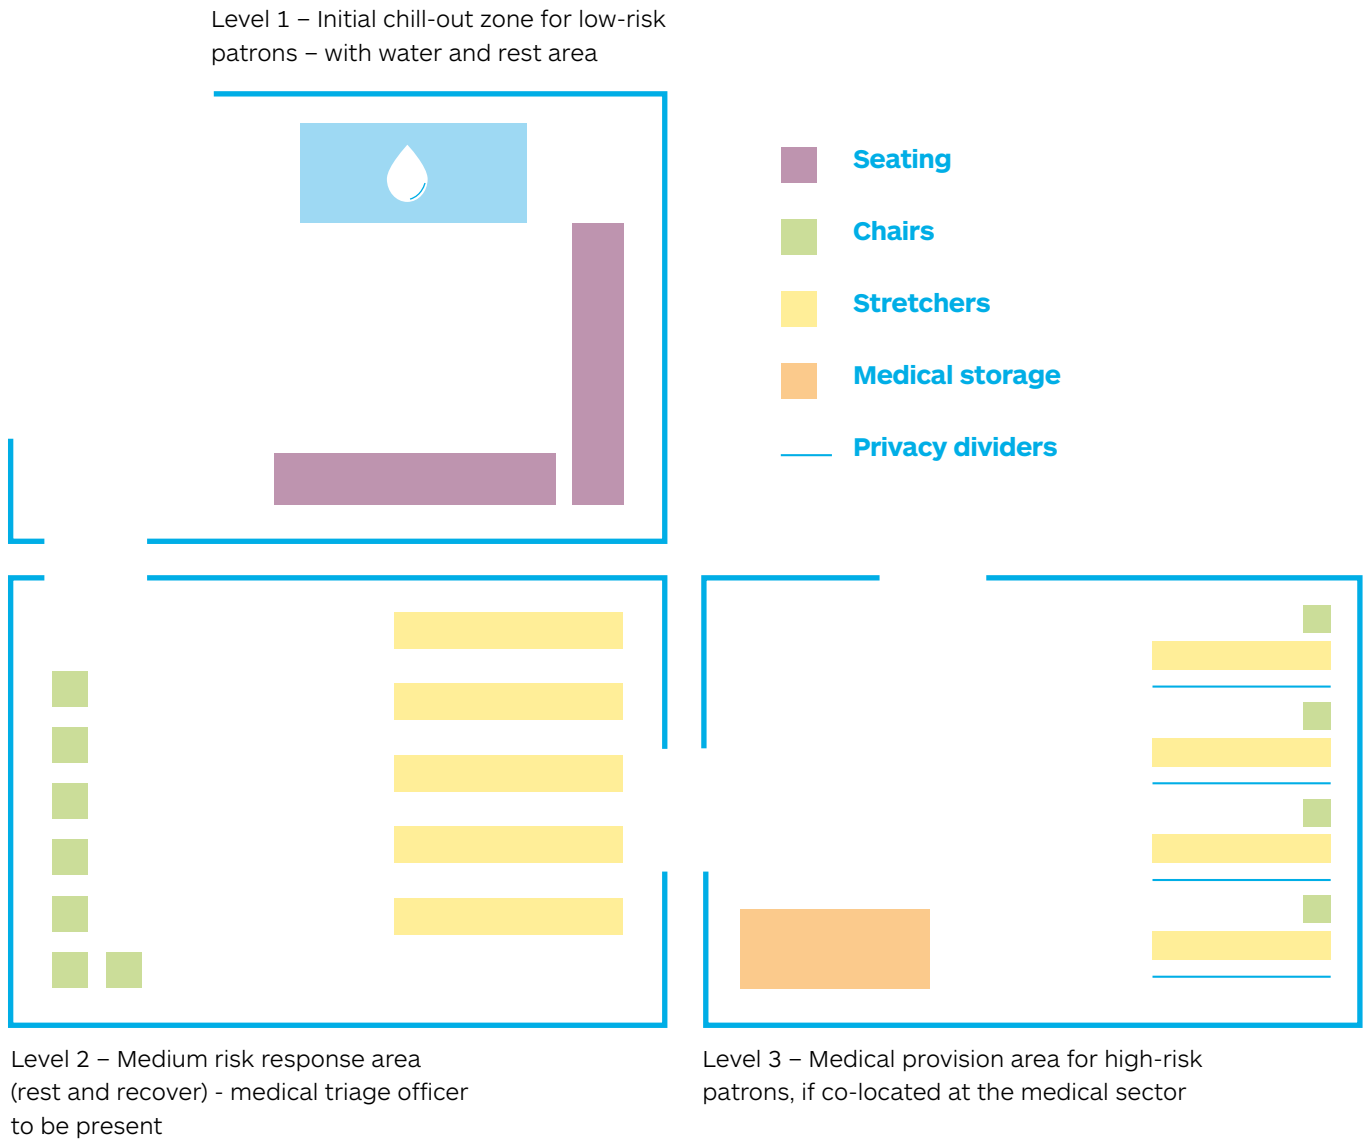 Level 1 – Initial chill-out zone for low-risk
patrons – with water and rest area
Seating
Chairs
Stretchers
Medical storage
Privacy dividers
Level 2 – Medium risk response area
(rest and recover) - medical triage officer
to be present
Level 3 – Medical provision area for high-risk
patrons, if co-located at the medical sector